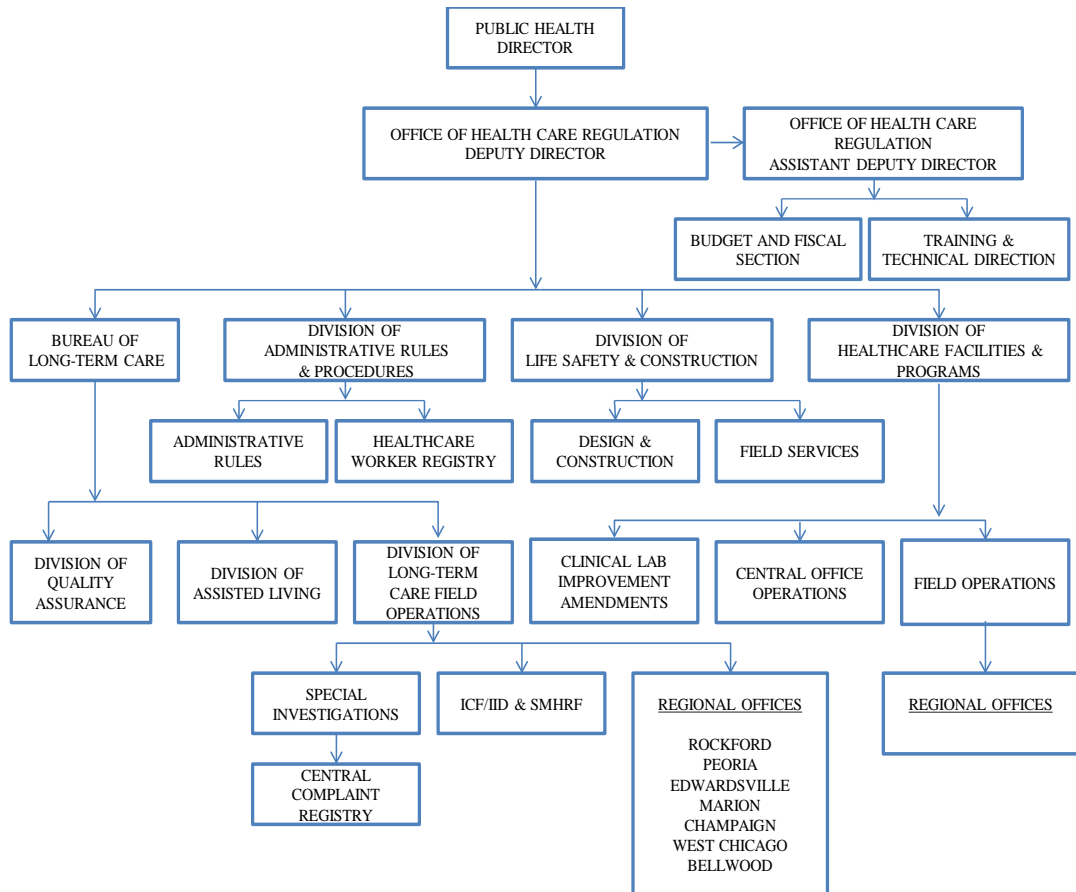 PUBLIC HEALTH
DIRECTOR
OFFICE OF HEALTH CARE REGULATION
DEPUTY DIRECTOR
OFFICE OF HEALTH CARE
REGULATION
ASSISTANT DEPUTY DIRECTOR
BUDGET AND FISCAL
SECTION
TRAINING &
TECHNICAL DIRECTION
BUREAU OF
LONG-TERM CARE
DIVISION OF
ADMINISTRATIVE RULES
& PROCEDURES
DIVISION OF
LIFE SAFETY & CONSTRUCTION
DIVISION OF
HEALTHCARE FACILITIES &
PROGRAMS
ADMINISTRATIVE
RULES
HEALTHCARE
WORKER REGISTRY
DESIGN &
CONSTRUCTION
FIELD SERVICES
DIVISION OF
QUALITY
ASSURANCE
DIVISION OF
ASSISTED LIVING
DIVISION OF
LONG-TERM
CARE FIELD
OPERATIONS
CLINICAL LAB
IMPROVEMENT
AMENDMENTS
CENTRAL OFFICE
OPERATIONS
FIELD OPERATIONS
SPECIAL
INVESTIGATIONS
ICF/IID & SMHRF
REGIONAL OFFICES
ROCKFORD
PEORIA
EDWARDSVILLE
MARION
CHAMPAIGN
WEST CHICAGO
BELLWOOD
REGIONAL OFFICES
CENTRAL
COMPLAINT
REGISTRY